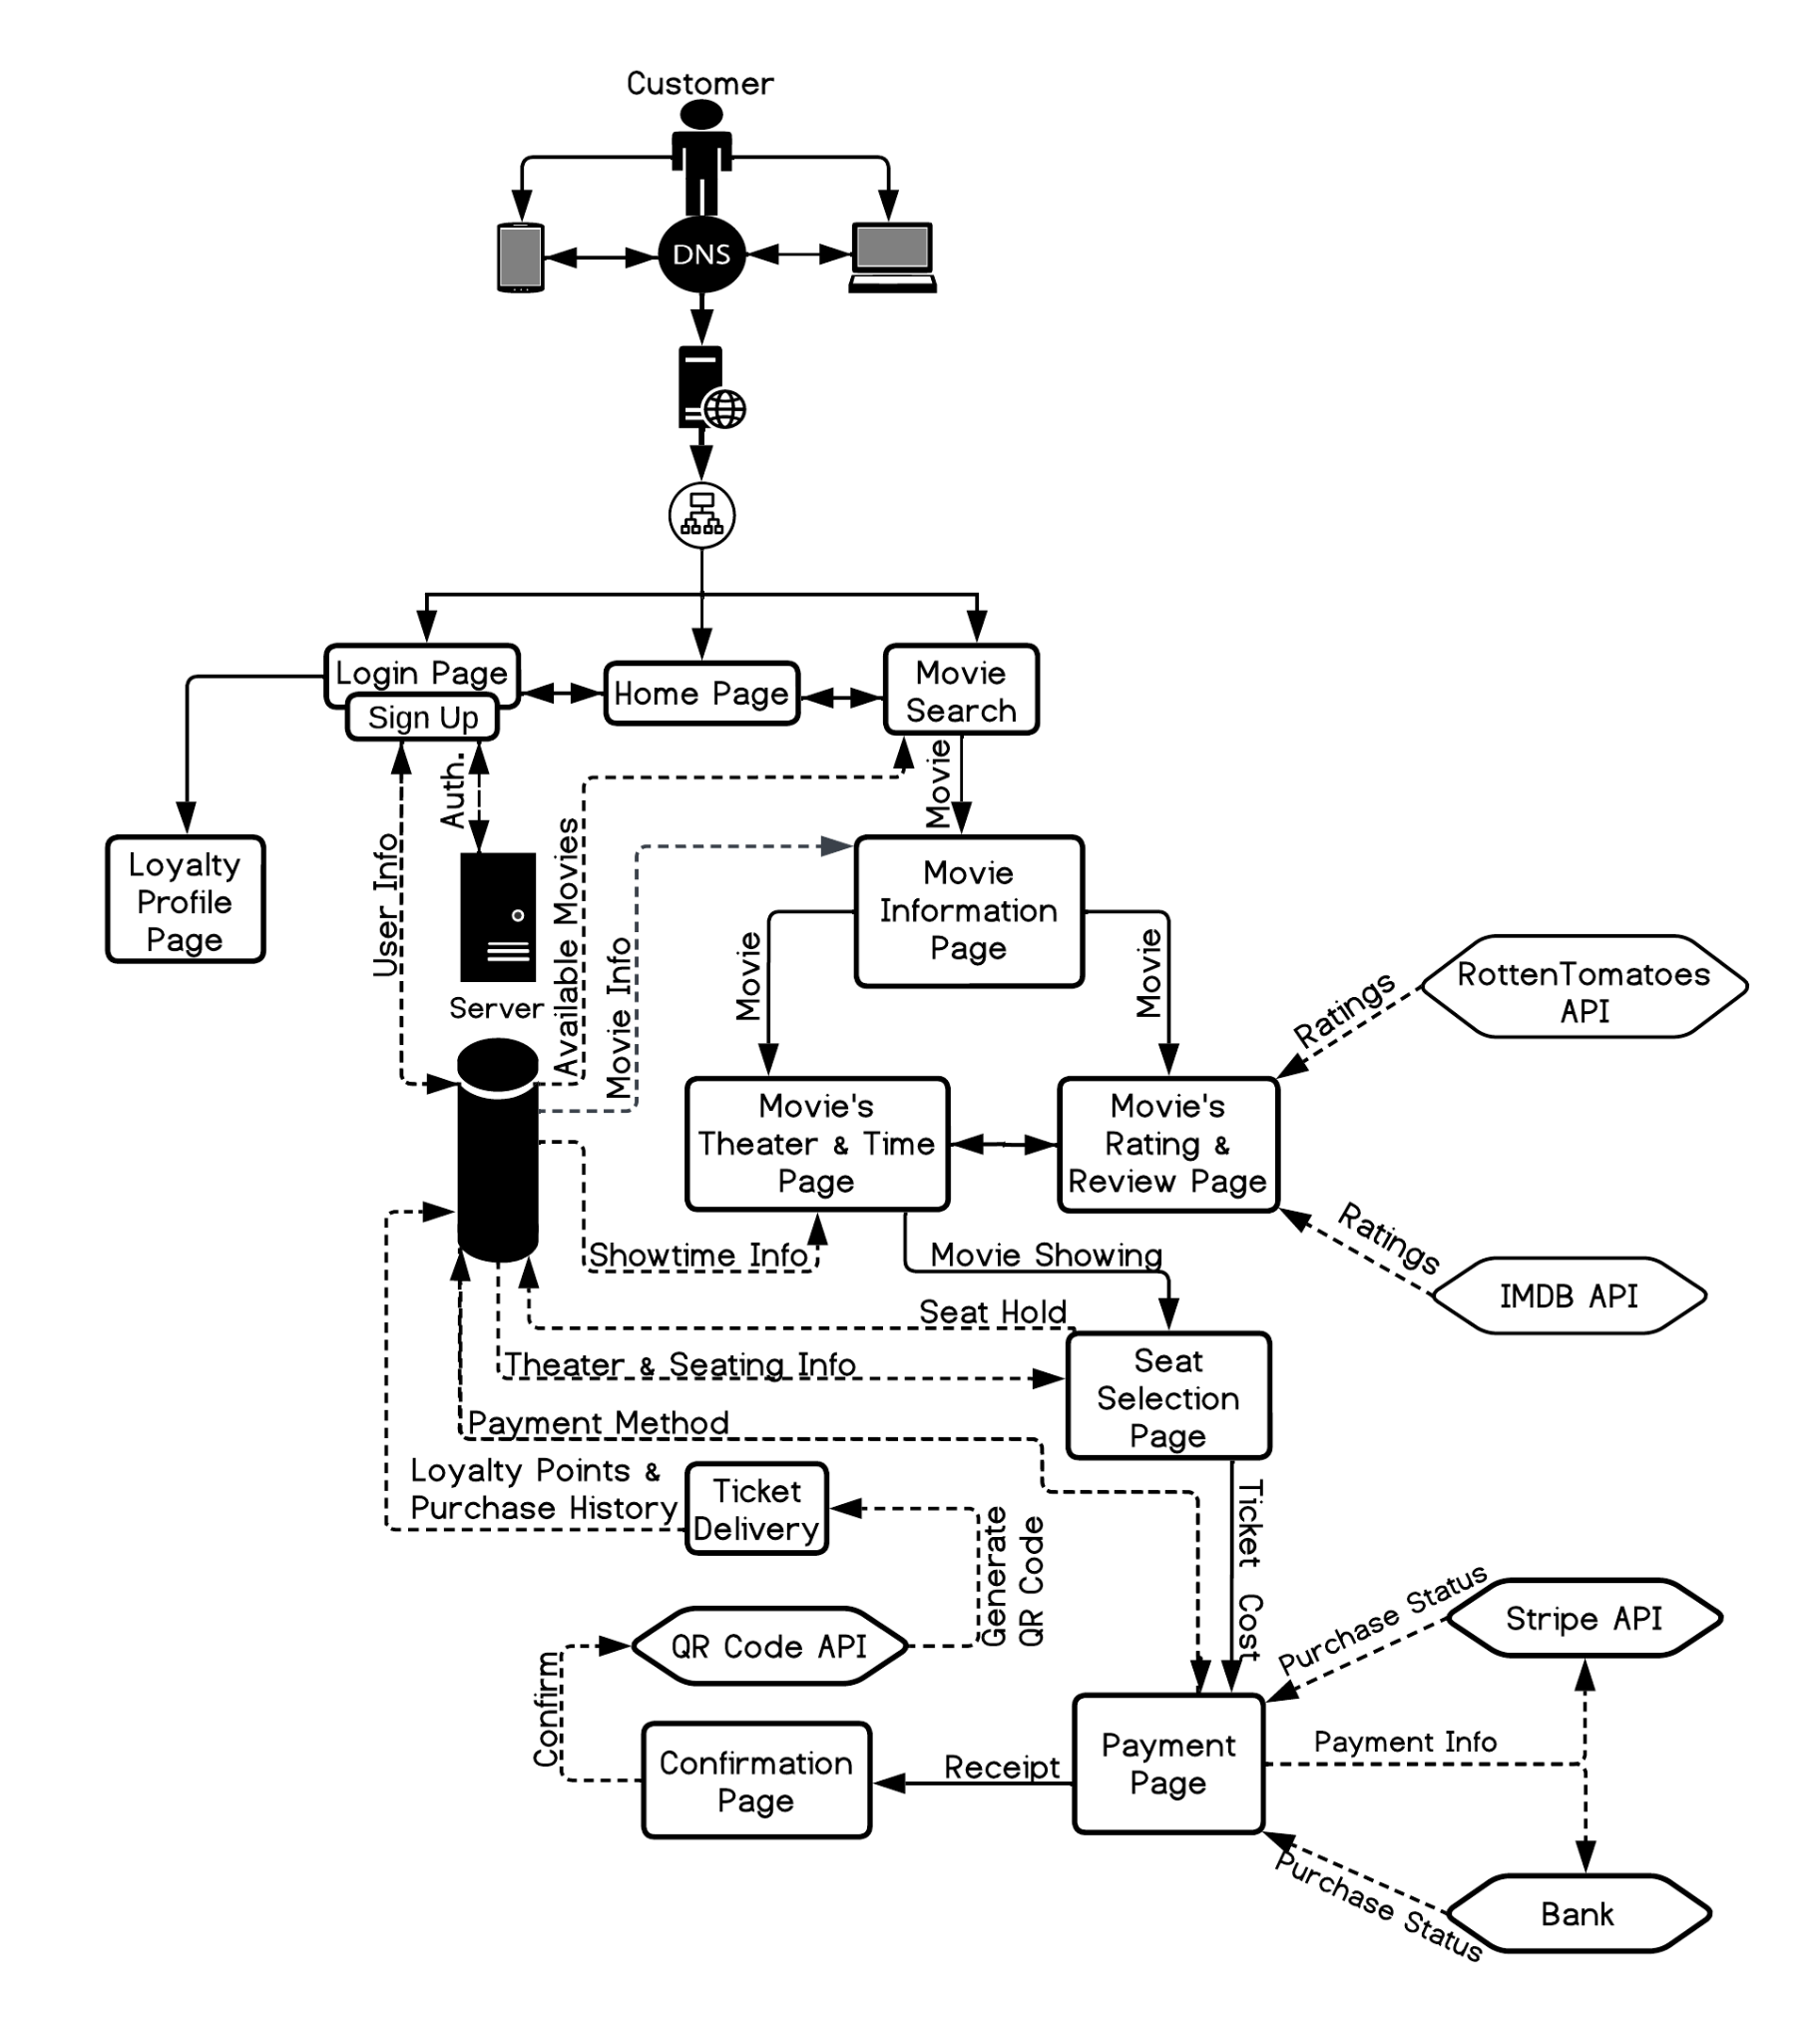 Customer
DNS
Login Page
Sign Up
Home Page
Movie
Search
Auth.
Movie
User Info
Available Movies
Movie Info
Loyalty
Profile
Page
Movie
Information
Page
Server
Movie
Movie
Ratings
RottenTomatoes
API
Movie's
Theater & Time
Page
Movie's
Rating &
Review Page
Ratings
IMDB API
Showtime Info
Movie Showing
Seat Hold
Theater & Seating Info
Seat
Selection
Page
Payment Method
Loyalty Points &
Purchase History
Ticket
Delivery
Generate
QR Code
Ticket Cost
QR Code API
Confirm
Purchase Status
Stripe API
Confirmation
Page
Receipt
Payment
Page
Payment Info
Purchase Status
Bank